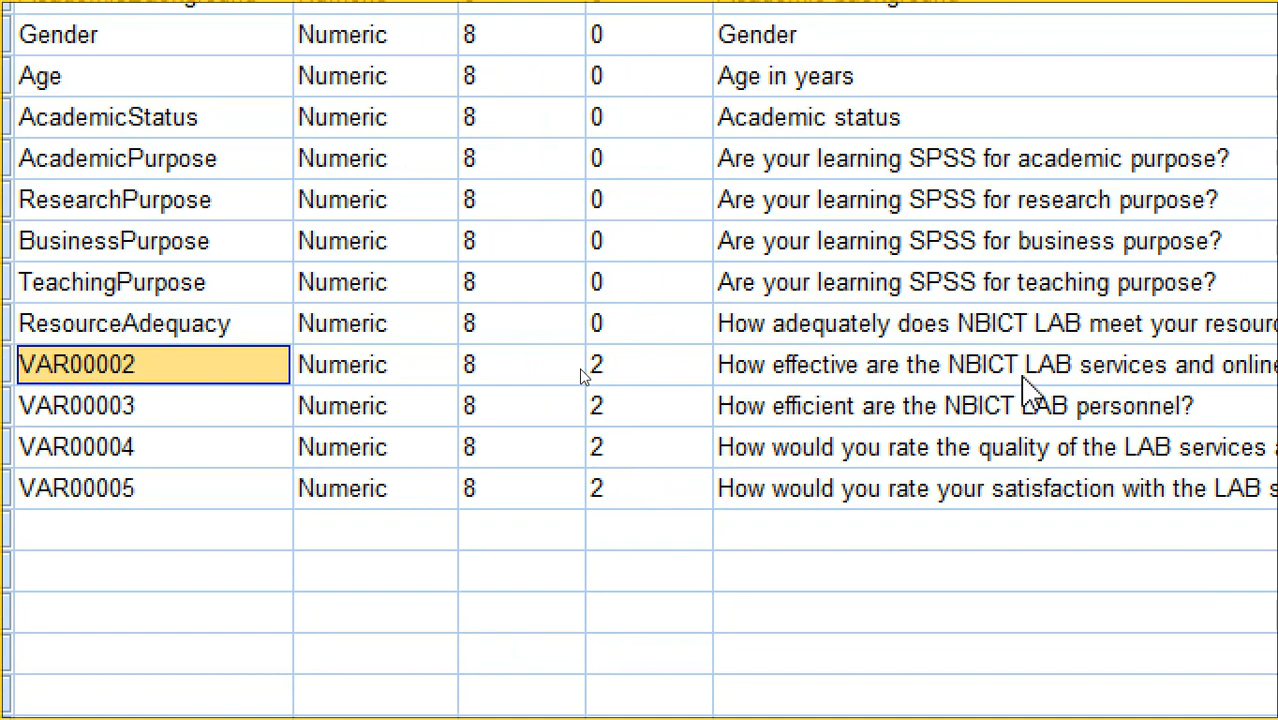 Gender Numeric 8 0 Gender
Age Numeric 8 0 Age in years
AcademicStatus Numeric 8 0 Academic status
AcademicPurpose Numeric 8 0 Are your learning SPSS for academic purpose?
ResearchPurpose Numeric 8 0 Are your learning SPSS for research purpose?
BusinessPurpose Numeric 8 0 Are your learning SPSS for business purpose?
TeachingPurpose Numeric 8 0 Are your learning SPSS for teaching purpose?
ResourceAdequacy Numeric 8 0 How adequately does NBICT LAB meet your resourc
VAR00002 Numeric 8 2 How effective are the NBICT LAB services and online
VAR00003 Numeric 8 2 How efficient are the NBICT LAB personnel?
VAR00004 Numeric 8 2 How would you rate the quality of the LAB services
VAR00005 Numeric 8 2 How would you rate your satisfaction with the LAB s